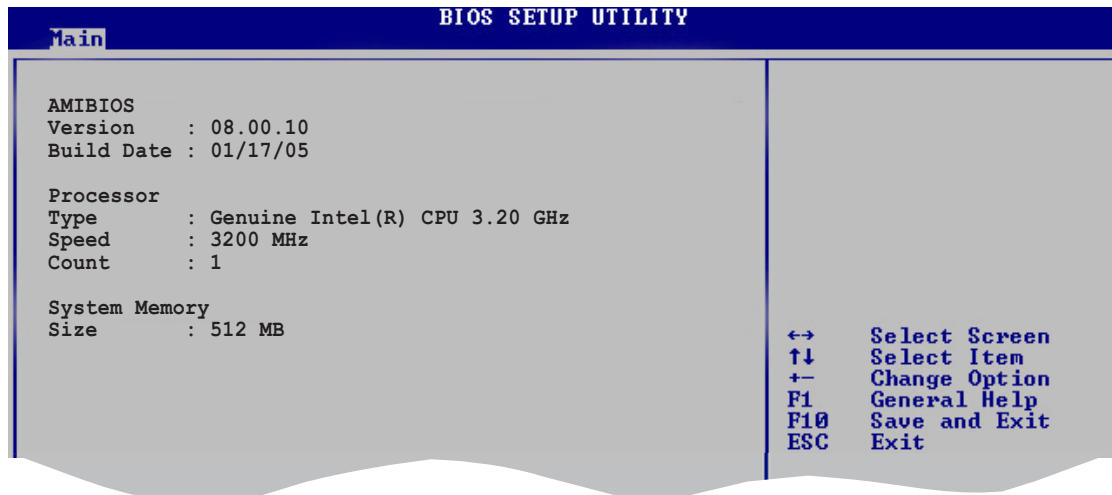 BIOS SETUP UTILITY
Main
AMIBIOS
Version : 08.00.10
Build Date : 01/17/05
Processor
Type : Genuine Intel(R) CPU 3.20 GHz
Speed : 3200 MHz
Count : 1
System Memory
Size : 512 MB
←→ Select Screen
↑↓ Select Item
+− Change Option
F1 General Help
F10 Save and Exit
ESC Exit